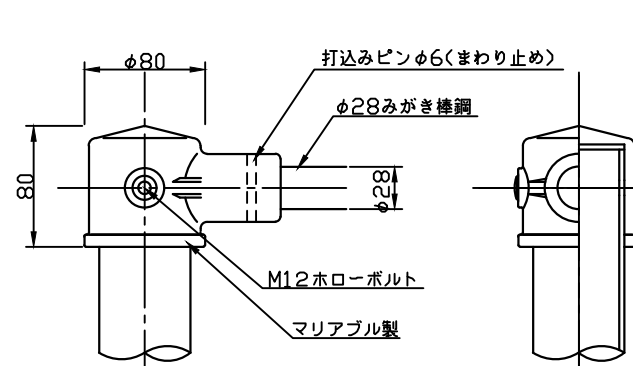 φ80
打込みピンφ6(まわり止め)
φ28みがき棒鋼
80
φ28
M12ホローボルト
マリアブル製